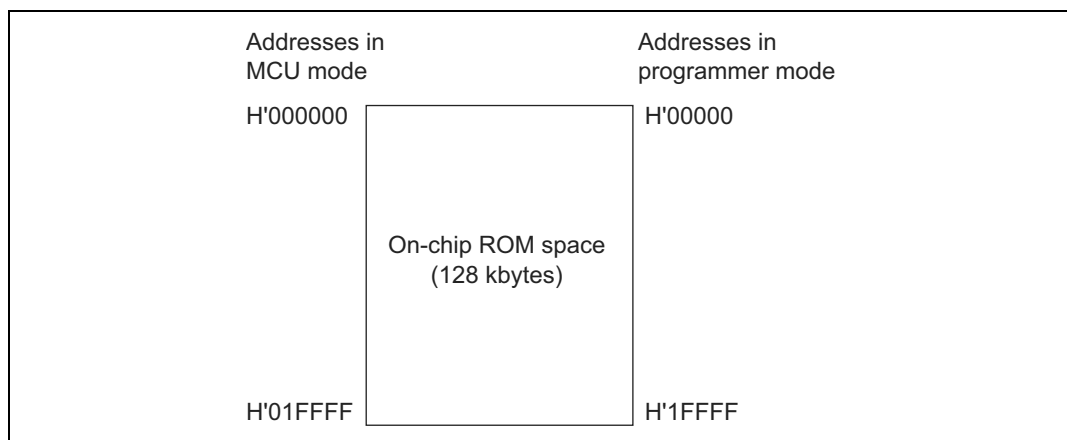 Addresses in
MCU mode
Addresses in
programmer mode
H'000000
H'00000
On-chip ROM space
(128 kbytes)
H'01FFFF
H'1FFFF